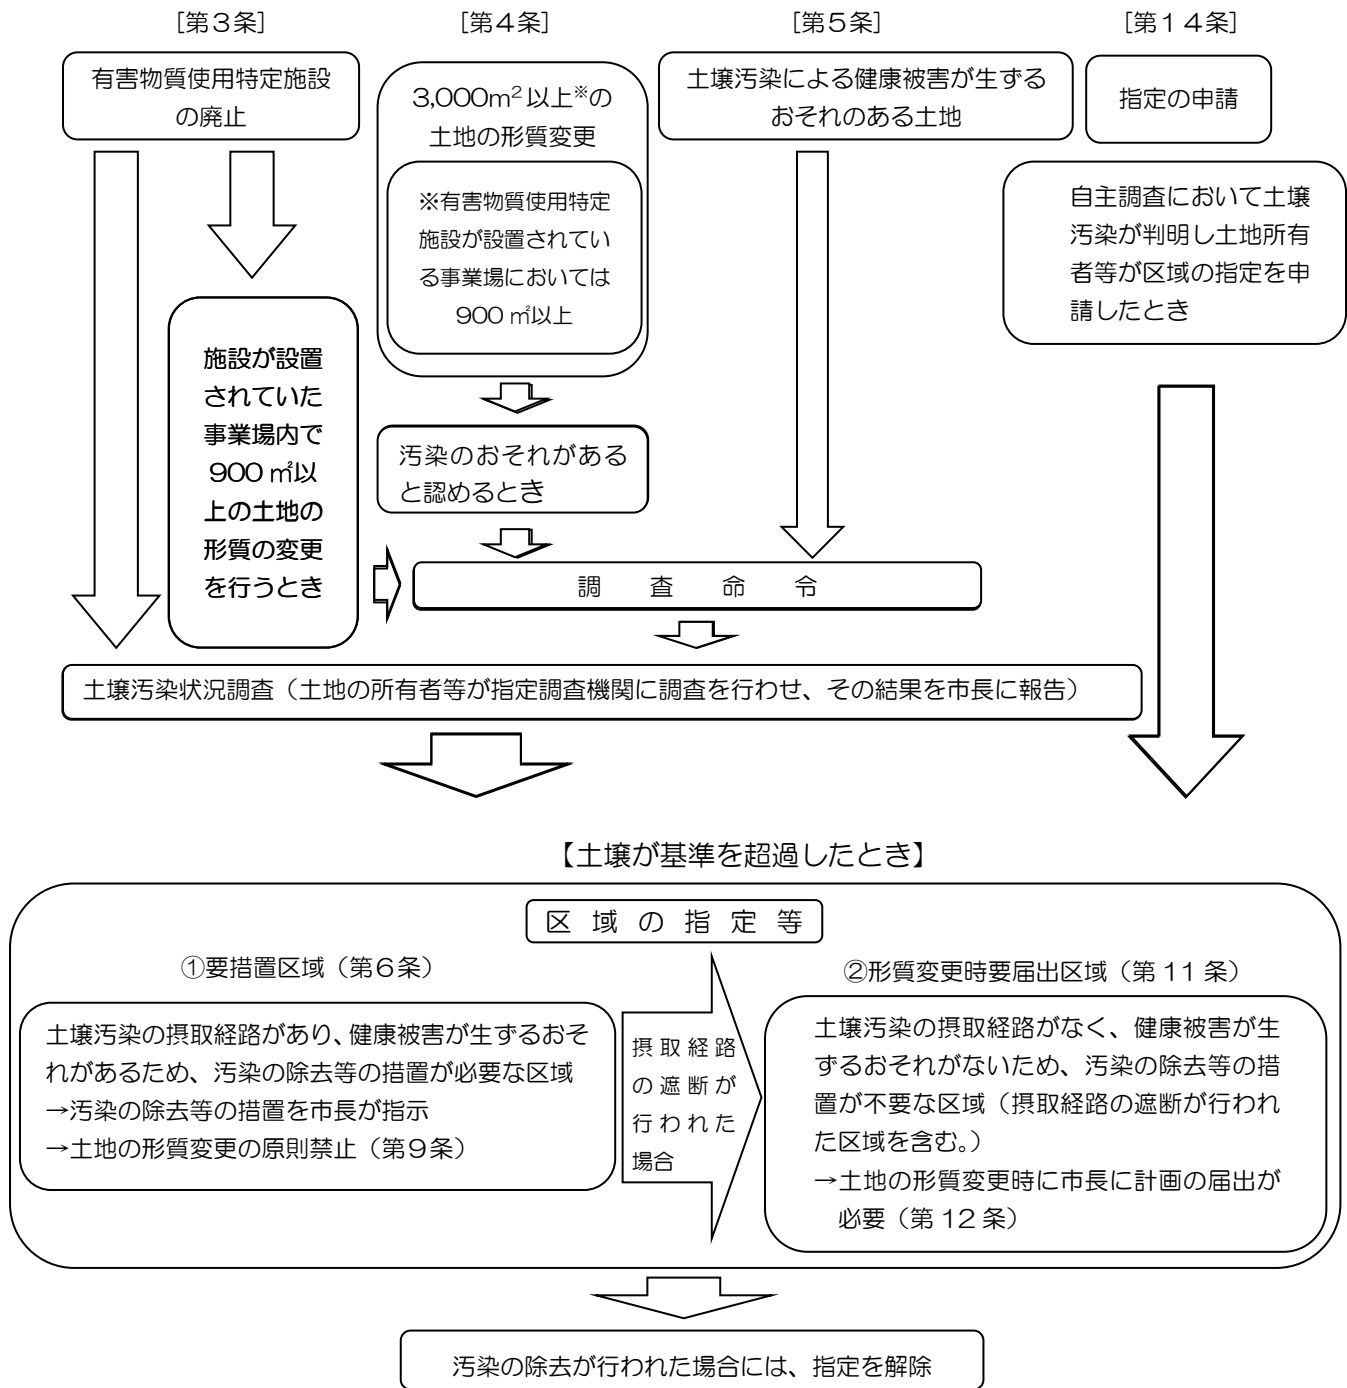 [第3条]
有害物質使用特定施設
の廃止
施設が設置
されていた
事業場内で
900㎡以
上の土地の
形質の変更
を行うとき
[第4条]
3,000m²以上※の
土地の形質変更
※有害物質使用特定
施設が設置されてい
る事業場においては
900㎡以上
汚染のおそれがある
と認めるとき
[第5条]
土壌汚染による健康被害が生ずる
おそれのある土地
調査命令
[第14条]
指定の申請
自主調査において土壌
汚染が判明し土地所有
者等が区域の指定を申
請したとき
土壌汚染状況調査（土地の所有者等が指定調査機関に調査を行わせ、その結果を市長に報告）
【土壌が基準を超過したとき】
区域の指定等
①要措置区域（第6条）
土壌汚染の摂取経路があり、健康被害が生ずるおそ
れがあるため、汚染の除去等の措置が必要な区域
→汚染の除去等の措置を市長が指示
→土地の形質変更の原則禁止（第9条）
摂取経路
の遮断が
行われた
場合
②形質変更時要届出区域（第11条）
土壌汚染の摂取経路がなく、健康被害が生
ずるおそれがないため、汚染の除去等の措
置が不要な区域（摂取経路の遮断が行われ
た区域を含む。）
→土地の形質変更時に市長に計画の届出が
必要（第12条）
汚染の除去が行われた場合には、指定を解除